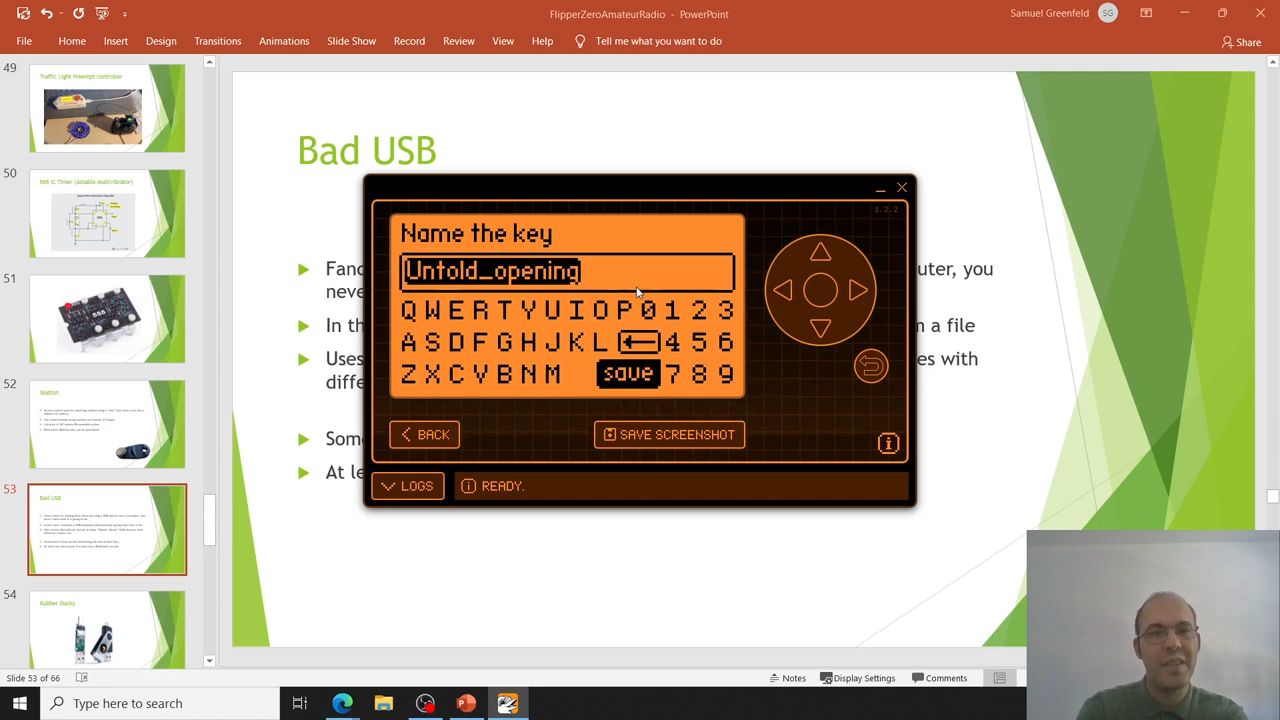 FlipperZeroAmateurRadio - PowerPoint
Samuel Greenfeld
SG
File
Home
Insert
Design
Transitions
Animations
Slide Show
Record
Review
View
Help
Tell me what you want to do
Share
49
Traffic Light Preempt controller
50
555 IC Timer (Astable Multivibrator)
51
555
52
iButton
53
Bad USB
54
Rubber Ducky
Bad USB
Fanc
uter, you
neve
In th
n a file
Uses
es with
diffe
Som
At le
1.2.2
Name the key
Untold_opening
Q W E R T Y U I O P 0 1 2 3
A S D F G H J K L 4 5 6
Z X C V B N M save 7 8 9
BACK
SAVE SCREENSHOT
LOGS
READY.
Slide 53 of 66
Notes
Display Settings
Comments
Type here to search